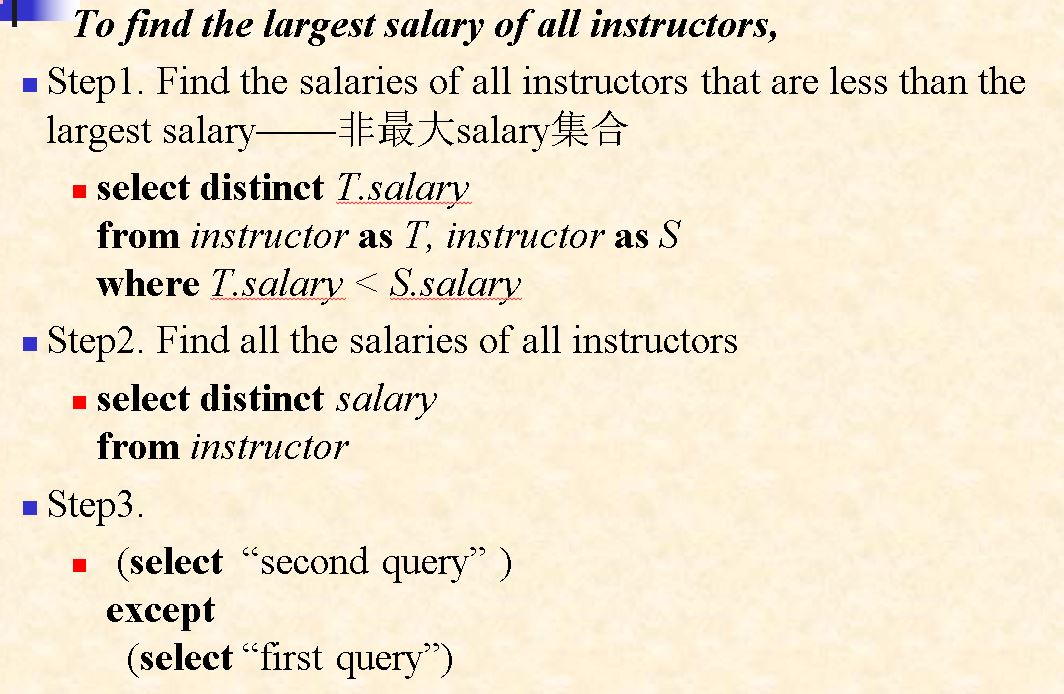 To find the largest salary of all instructors,
Step1. Find the salaries of all instructors that are less than the
largest salary——非最大salary集合
select distinct T.salary
from instructor as T, instructor as S
where T.salary < S.salary
Step2. Find all the salaries of all instructors
select distinct salary
from instructor
Step3.
(select “second query” )
except
(select “first query”)